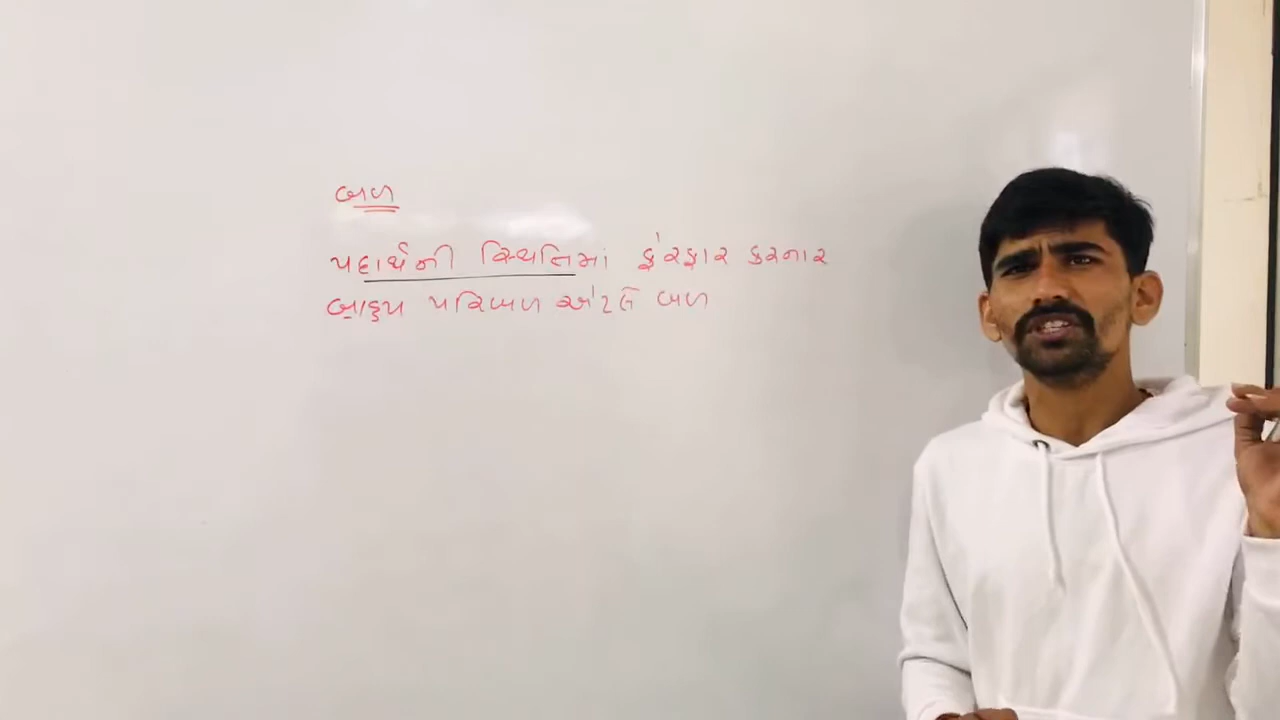 બળ
પદાર્થની સ્થિતિમાં ફેરફાર કરનાર
બાહ્ય પરિબળ એટલે બળ